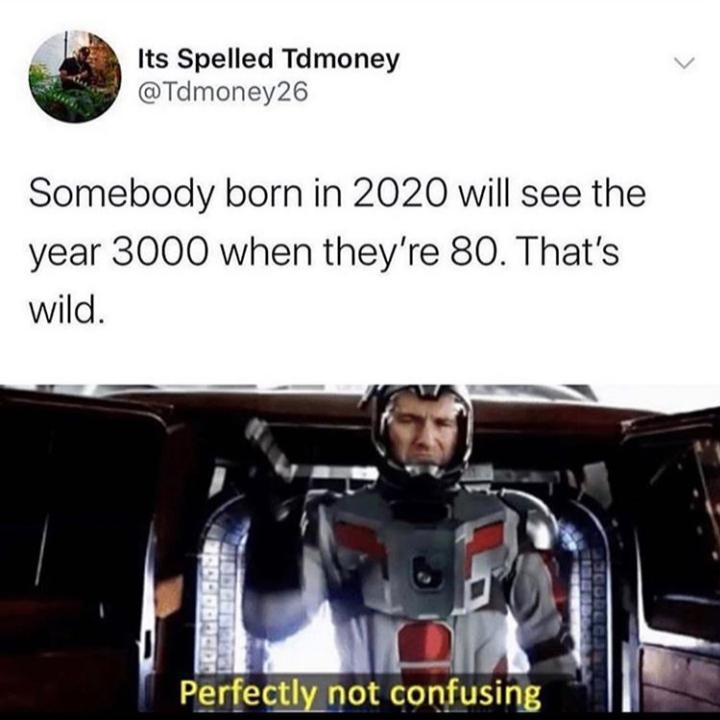 Its Spelled Tdmoney
@Tdmoney26
Somebody born in 2020 will see the
year 3000 when they're 80. That's
wild.
Perfectly not confusing